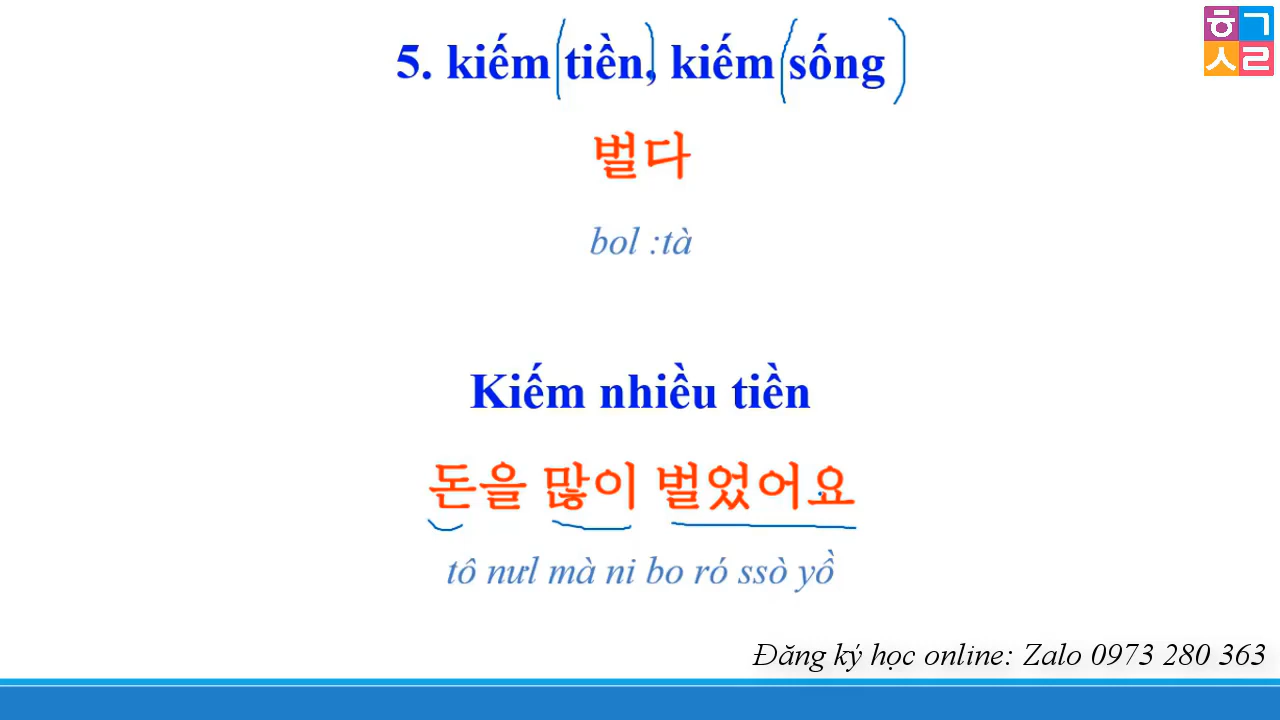 5. kiếm tiền, kiếm sống
벌다
bol :tà
Kiếm nhiều tiền
돈을 많이 벌었어요
tô nưl mà ni bo ró ssò yồ
Đăng ký học online: Zalo 0973 280 363
ㅎㄱ
ㅅㄹ